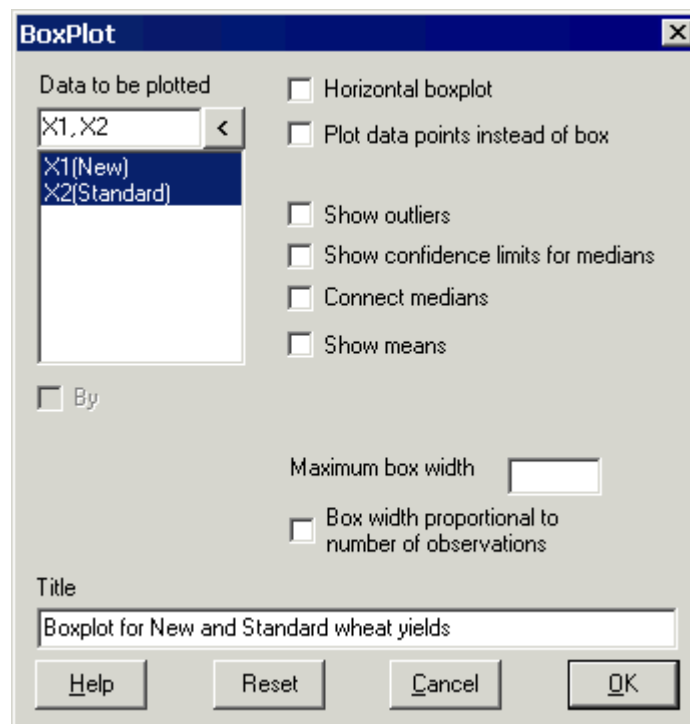 BoxPlot
Data to be plotted
X1, X2
<
X1(New)
X2(Standard)
By
Horizontal boxplot
Plot data points instead of box
Show outliers
Show confidence limits for medians
Connect medians
Show means
Maximum box width
Box width proportional to
number of observations
Title
Boxplot for New and Standard wheat yields
Help
Reset
Cancel
OK